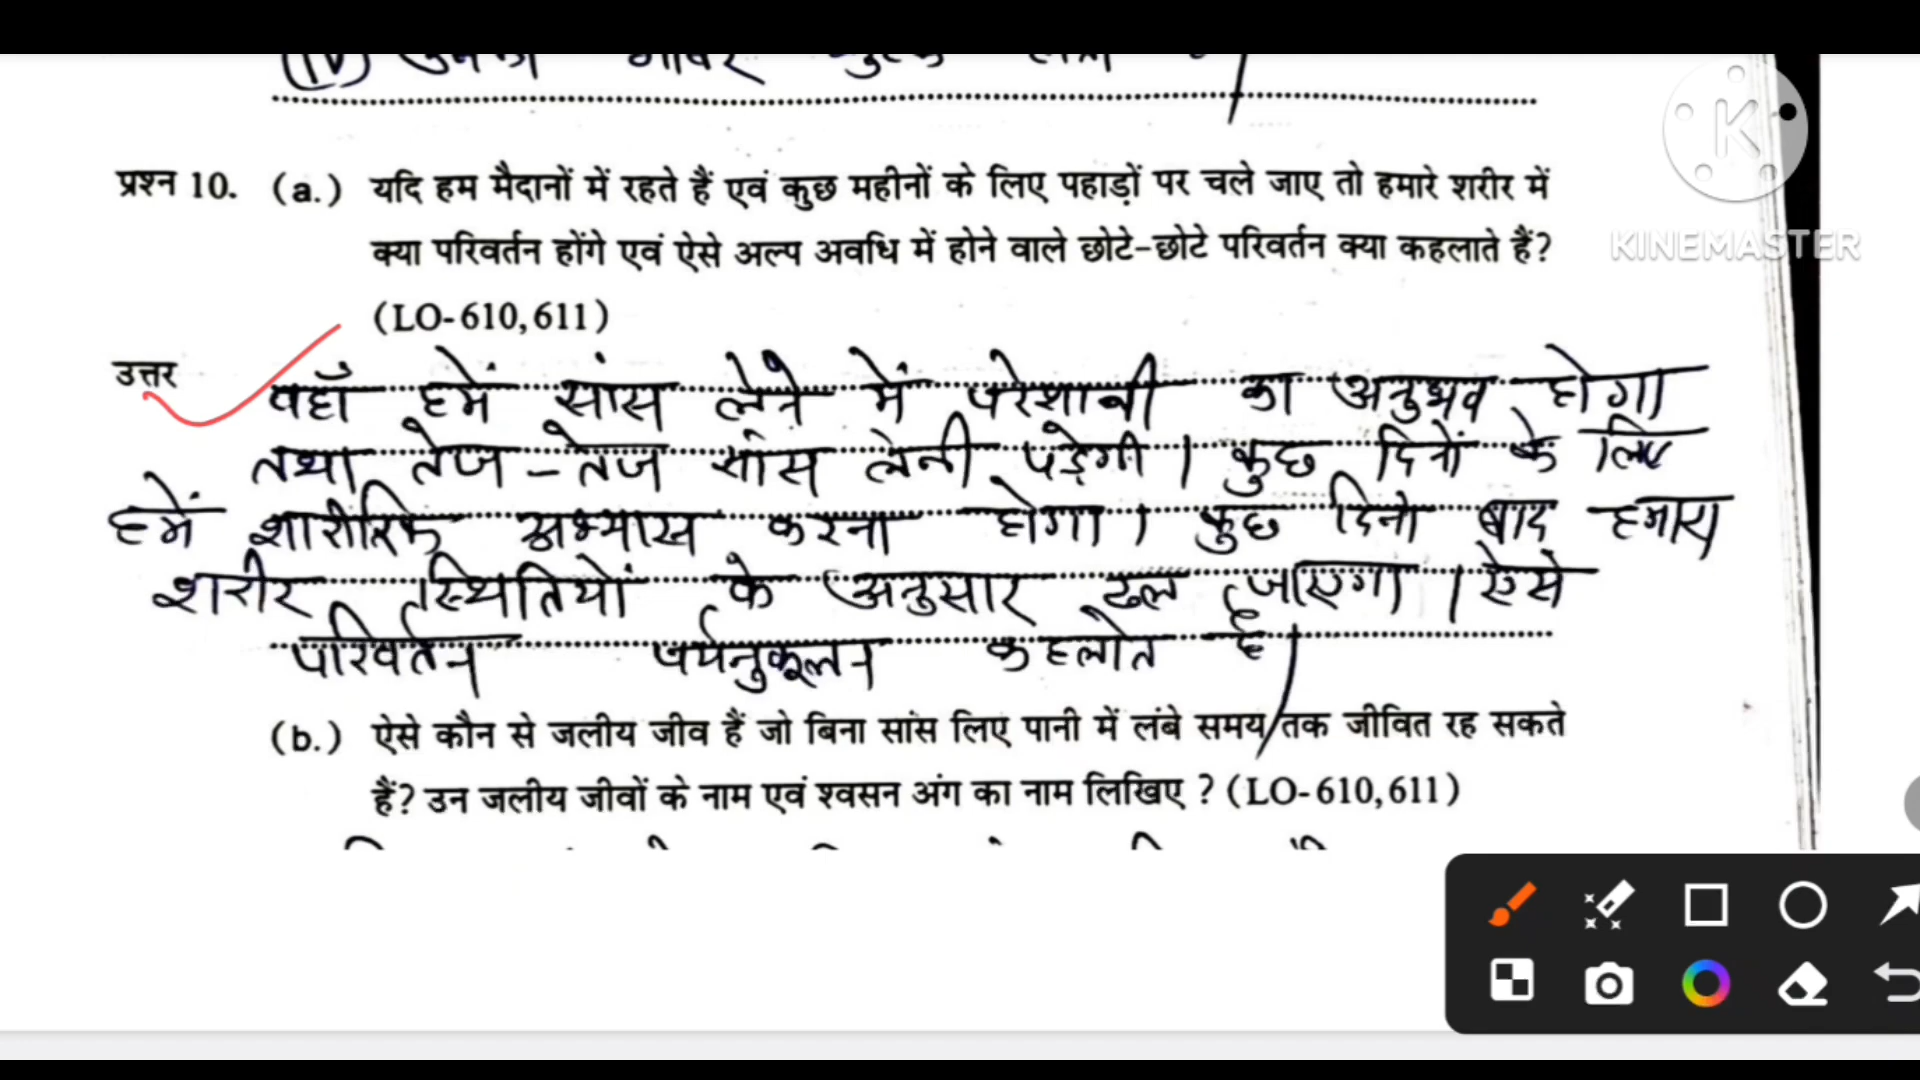 (iv)
KINEMASTER
प्रश्न 10. (a.) यदि हम मैदानों में रहते हैं एवं कुछ महीनों के लिए पहाड़ों पर चले जाए तो हमारे शरीर में
क्या परिवर्तन होंगे एवं ऐसे अल्प अवधि में होने वाले छोटे-छोटे परिवर्तन क्या कहलाते हैं?
(LO-610,611)
उत्तर वहाँ हमें सांस लेने में परेशानी का अनुभव होगा
तथा तेज - तेज सांस लेनी पड़ेगी। कुछ दिनों के लिए
हमें शारीरिक अभ्यास करना होगा। कुछ दिनों बाद हमारा
शरीर स्थितियों के अनुसार ढल जाएगा। ऐसे
परिवर्तन पर्यनुकूलन कहलाते है।
(b.) ऐसे कौन से जलीय जीव हैं जो बिना सांस लिए पानी में लंबे समय तक जीवित रह सकते
हैं? उन जलीय जीवों के नाम एवं श्वसन अंग का नाम लिखिए ? (LO-610,611)